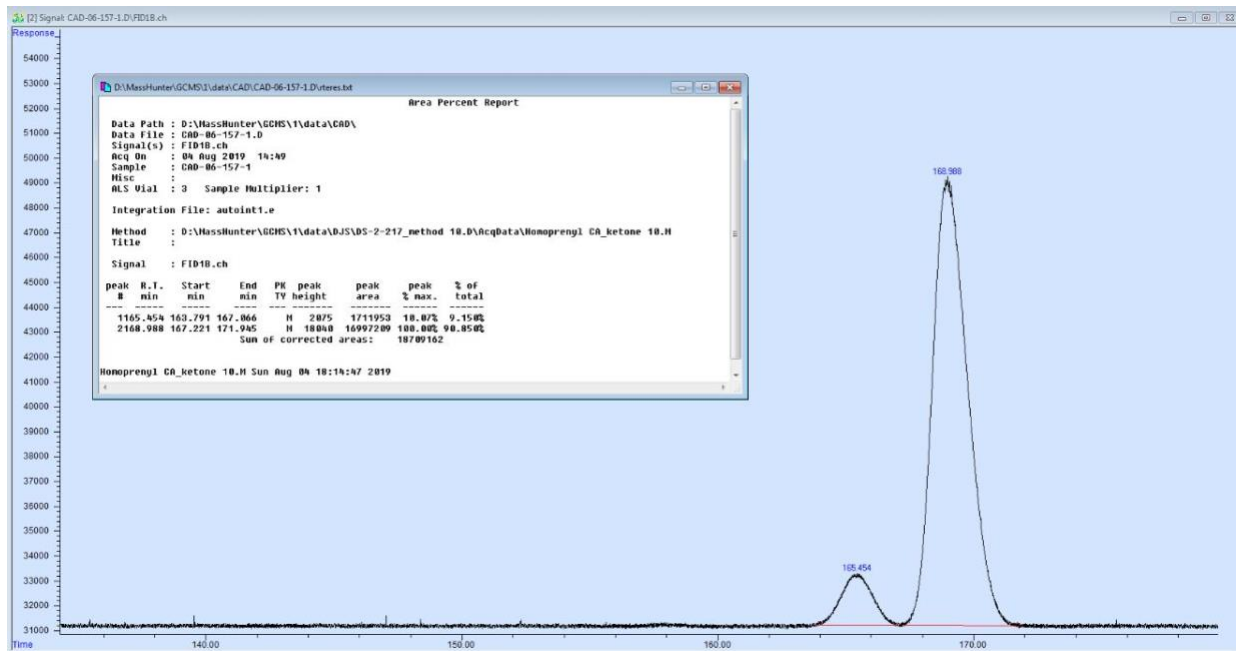 [2] Signal: CAD-06-157-1.D\FID1B.ch
Response_
54000
53000
52000
51000
50000
49000
48000
47000
46000
45000
44000
43000
42000
41000
40000
39000
38000
37000
36000
35000
34000
33000
32000
31000
D:\MassHunter\GCMS\1\data\CAD\CAD-06-157-1.D\rteres.txt
Area Percent Report
Data Path : D:\MassHunter\GCMS\1\data\CAD\
Data File : CAD-06-157-1.D
Signal(s) : FID1B.ch
Acq On : 04 Aug 2019 14:49
Sample : CAD-06-157-1
Misc :
ALS Vial : 3 Sample Multiplier: 1
Integration File: autoint1.e
Method : D:\MassHunter\GCMS\1\data\DJS\DS-2-217_method 10.D\AcqData\Homoprenyl CA_ketone 10.M
Title :
Signal : FID1B.ch
peak R.T. Start End PK peak peak peak % of
# min min min TY height area % max. total
--- ----- ----- ---- --- ------- ------- ------ ------
1 165.454 163.791 167.066 M 2075 1711953 10.07% 9.150%
2 168.988 167.221 171.945 M 18040 16997209 100.00% 90.850%
Sum of corrected areas: 18709162
Homoprenyl CA_ketone 10.M Sun Aug 04 18:14:47 2019
168.988
165.454
Time
140.00
150.00
160.00
170.00